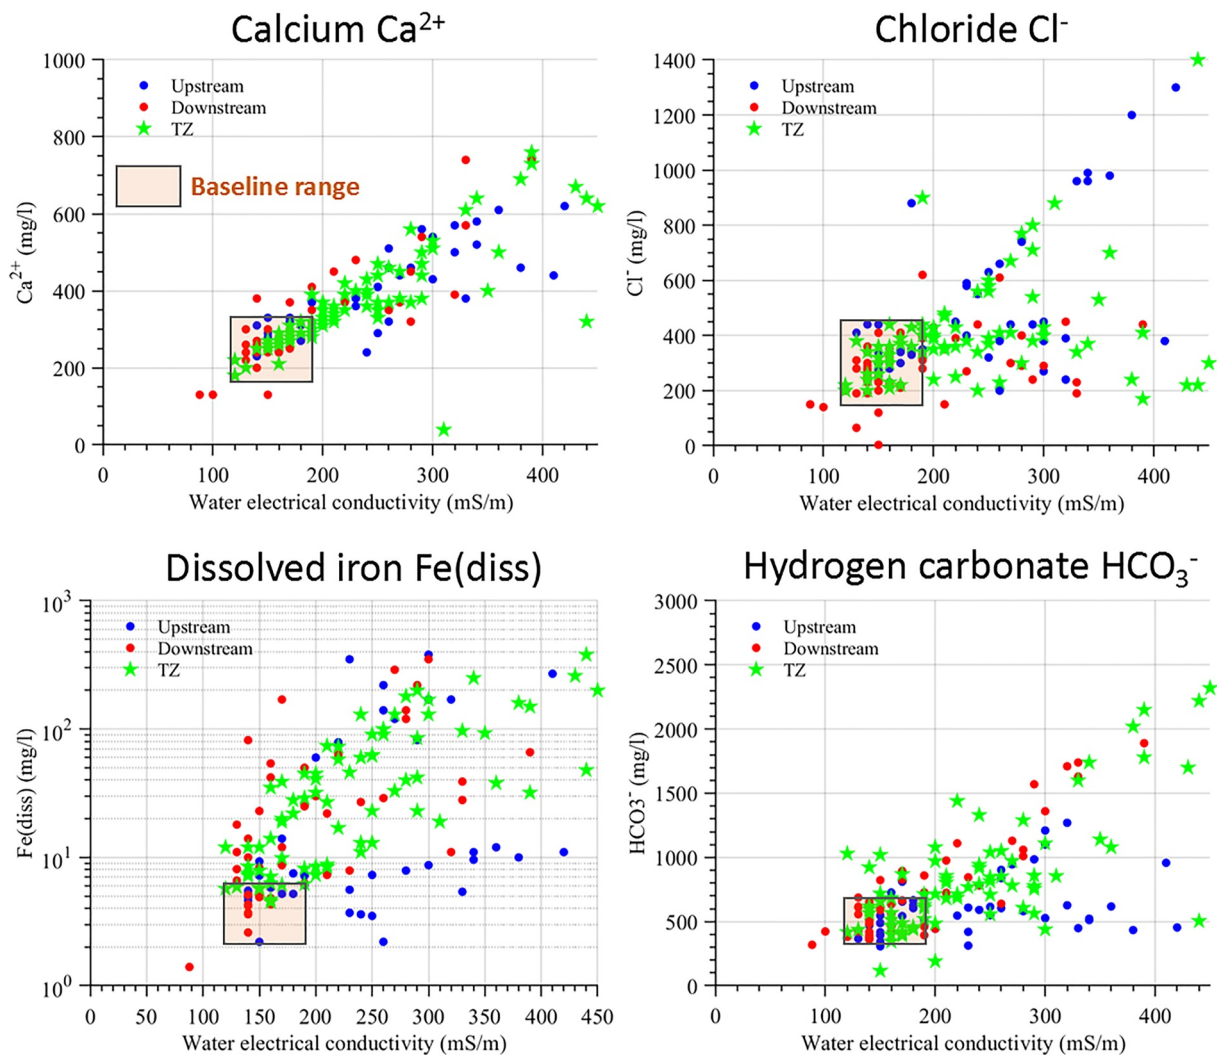 Calcium Ca²⁺
1000
800
600
400
200
0
Ca²⁺ (mg/l)
Upstream
Downstream
TZ
Baseline range
0 100 200 300 400
Water electrical conductivity (mS/m)
Chloride Cl⁻
1400
1200
1000
800
600
400
200
0
Cl⁻ (mg/l)
Upstream
Downstream
TZ
0 100 200 300 400
Water electrical conductivity (mS/m)
Dissolved iron Fe(diss)
10³
10²
10¹
10⁰
Fe(diss) (mg/l)
Upstream
Downstream
TZ
0 50 100 150 200 250 300 350 400 450
Water electrical conductivity (mS/m)
Hydrogen carbonate HCO₃⁻
3000
2500
2000
1500
1000
500
0
HCO3⁻ (mg/l)
Upstream
Downstream
TZ
0 100 200 300 400
Water electrical conductivity (mS/m)